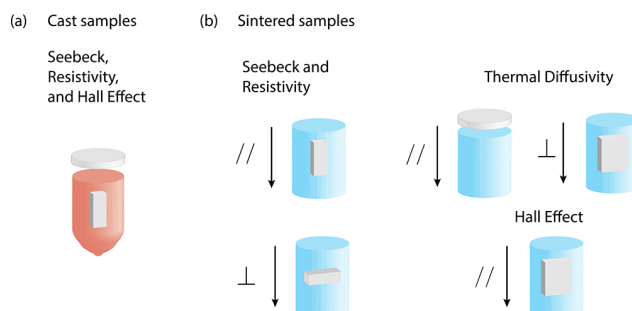 (a) Cast samples
Seebeck,
Resistivity,
and Hall Effect
(b) Sintered samples
Seebeck and
Resistivity
//
⊥
Thermal Diffusivity
//
⊥
Hall Effect
//